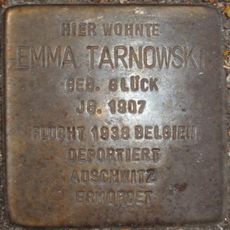 HIER WOHNTE
EMMA TARNOWSKI
GEB. GLÜCK
JG. 1907
FLUCHT 1938 BELGIEN
DEPORTIERT
AUSCHWITZ
ERMORDET